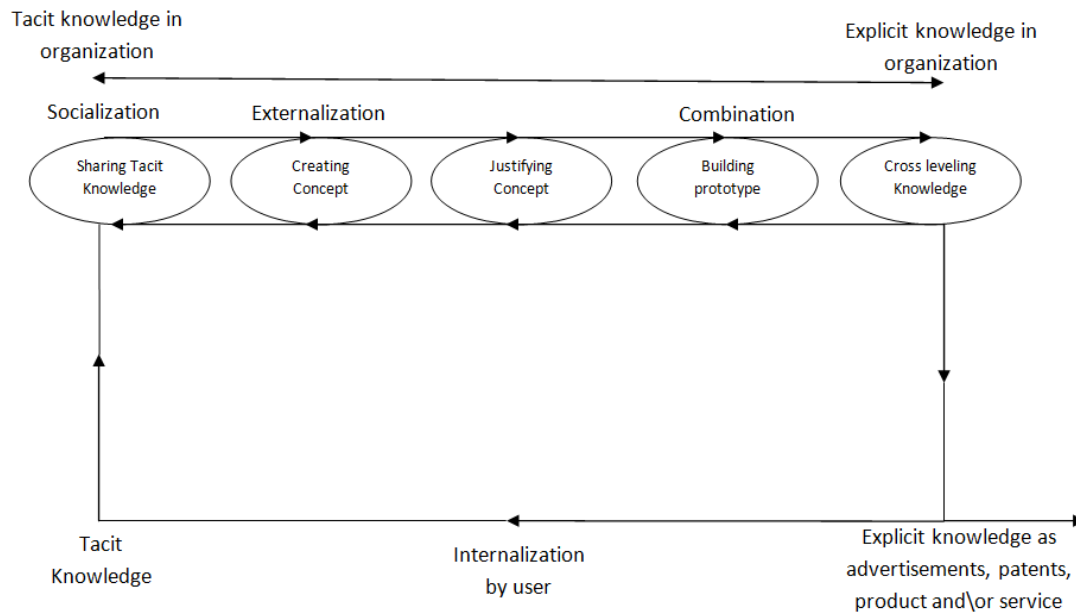 Tacit knowledge in
organization
Explicit knowledge in
organization
Socialization
Externalization
Combination
Sharing Tacit
Knowledge
Creating
Concept
Justifying
Concept
Building
prototype
Cross leveling
Knowledge
Tacit
Knowledge
Internalization
by user
Explicit knowledge as
advertisements, patents,
product and\or service